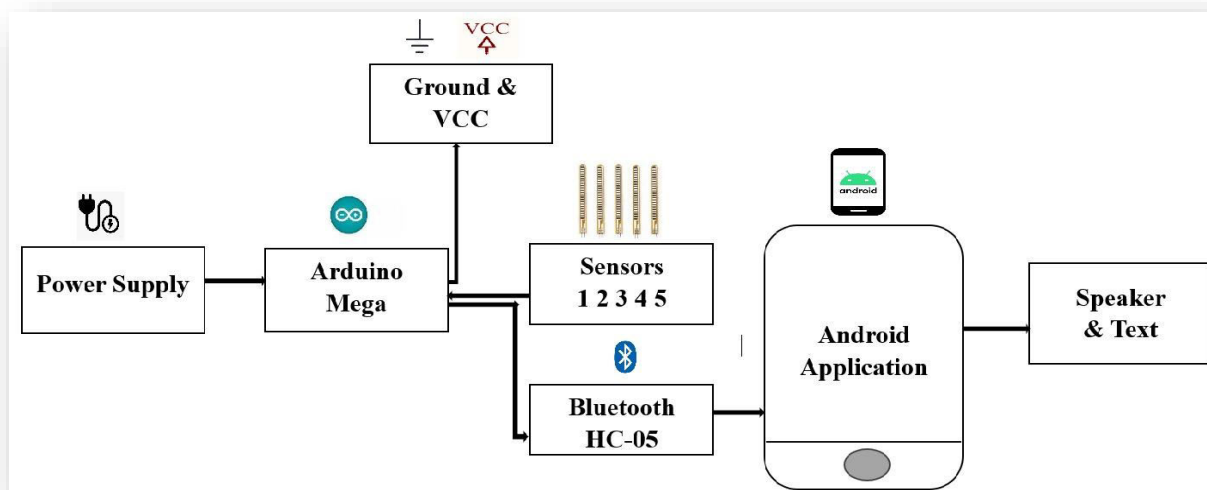 VCC
Ground &
VCC
android
Power Supply
Arduino
Mega
Sensors
1 2 3 4 5
Android
Application
Speaker
& Text
Bluetooth
HC-05